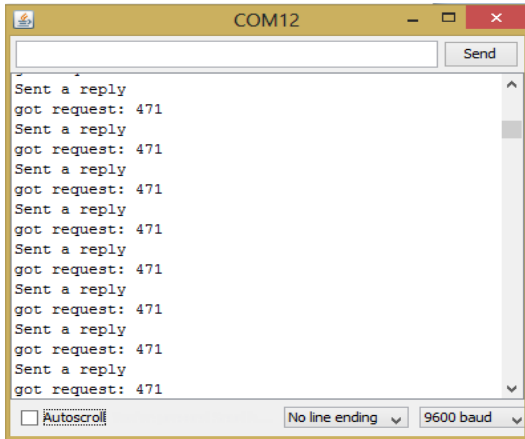 COM12
Send
Sent a reply
got request: 471
Sent a reply
got request: 471
Sent a reply
got request: 471
Sent a reply
got request: 471
Sent a reply
got request: 471
Sent a reply
got request: 471
Sent a reply
got request: 471
Sent a reply
got request: 471
Autoscroll
No line ending
9600 baud